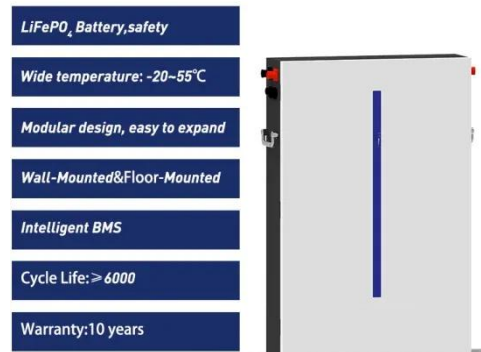 LiFePO₄ Battery,safety
Wide temperature: -20~55℃
Modular design, easy to expand
Wall-Mounted&Floor-Mounted
Intelligent BMS
Cycle Life:≥6000
Warranty:10 years